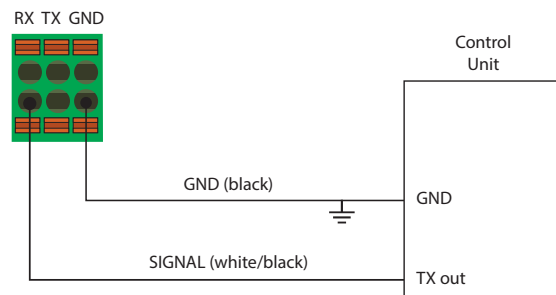 RX TX GND
Control
Unit
GND (black)
GND
SIGNAL (white/black)
TX out